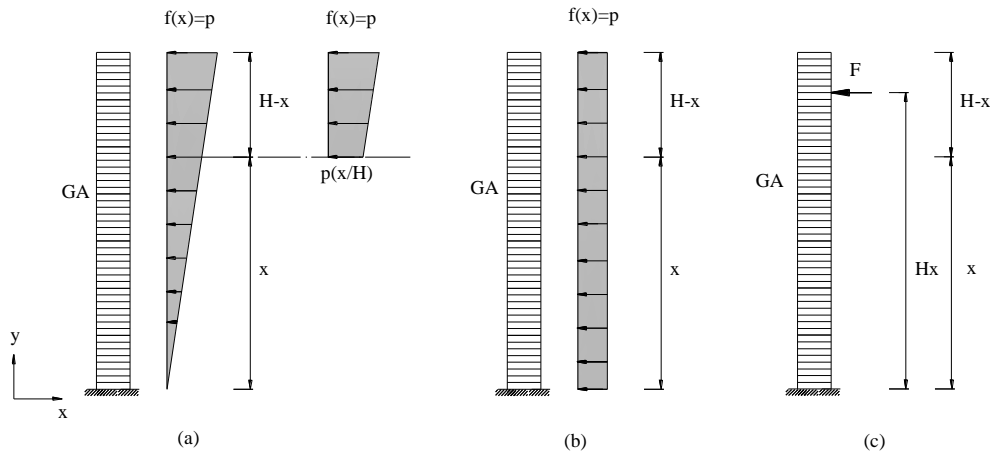 f(x)=p
f(x)=p
f(x)=p
H-x
H-x
F
H-x
p(x/H)
GA
GA
GA
x
x
Hx
x
y
x
(a)
(b)
(c)